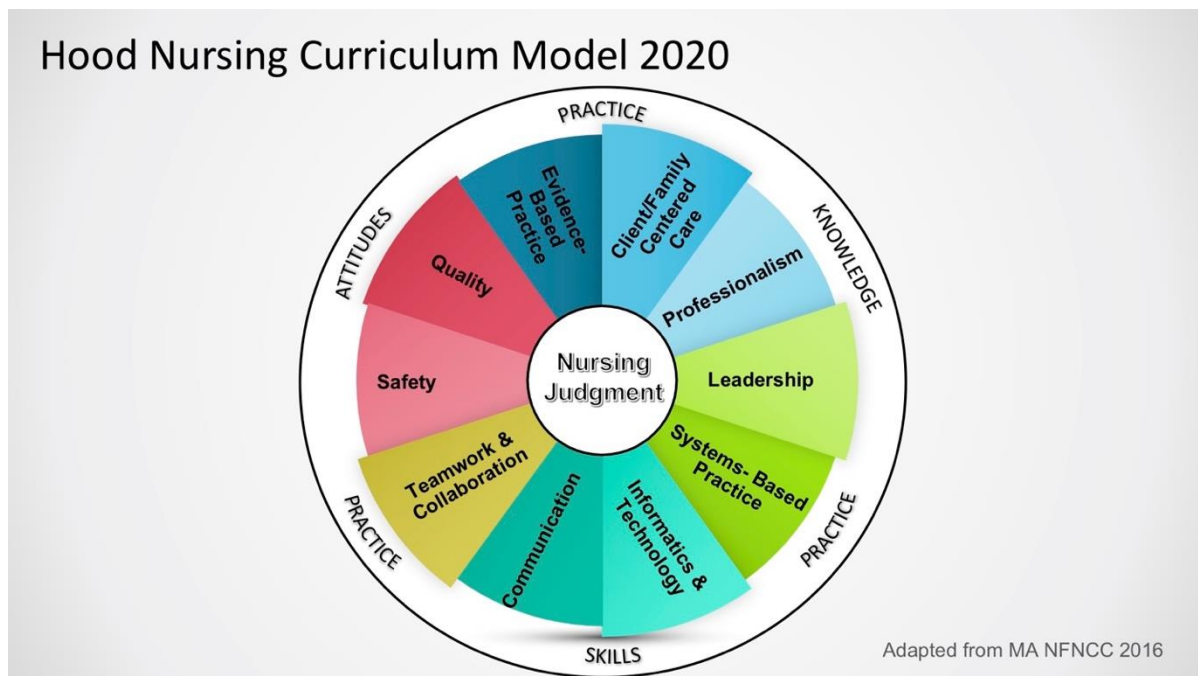 Hood Nursing Curriculum Model 2020
PRACTICE
KNOWLEDGE
PRACTICE
SKILLS
PRACTICE
ATTITUDES
Client/Family
Centered
Care
Professionalism
Leadership
Systems- Based
Practice
Informatics &
Technology
Communication
Teamwork &
Collaboration
Safety
Quality
Evidence-
Based
Practice
Nursing
Judgment
Adapted from MA NFNCC 2016